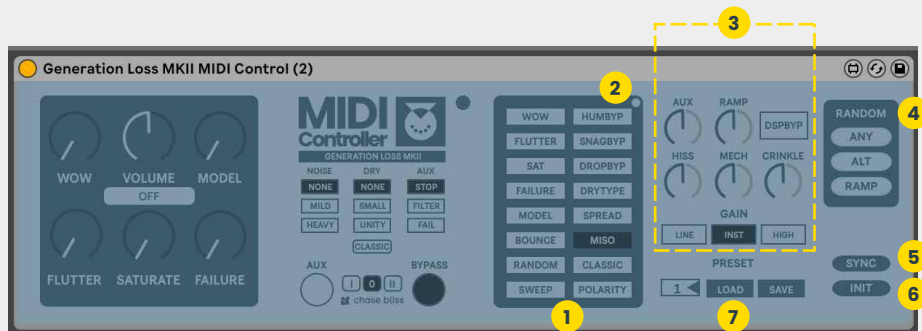 3
Generation Loss MKII MIDI Control (2)
WOW
VOLUME
MODEL
OFF
FLUTTER
SATURATE
FAILURE
MIDI
Controller
GENERATION LOSS MKII
NOISE
DRY
AUX
NONE
NONE
STOP
MILD
SMALL
FILTER
HEAVY
UNITY
FAIL
CLASSIC
AUX
BYPASS
I
0
II
chase bliss
2
WOW
HUMBYP
FLUTTER
SNAGBYP
SAT
DROPBYP
FAILURE
DRYTYPE
MODEL
SPREAD
BOUNCE
MISO
RANDOM
CLASSIC
SWEEP
POLARITY
1
AUX
RAMP
DSPBYP
HISS
MECH
CRINKLE
GAIN
LINE
INST
HIGH
PRESET
1
LOAD
SAVE
7
RANDOM
4
ANY
ALT
RAMP
SYNC
5
INIT
6